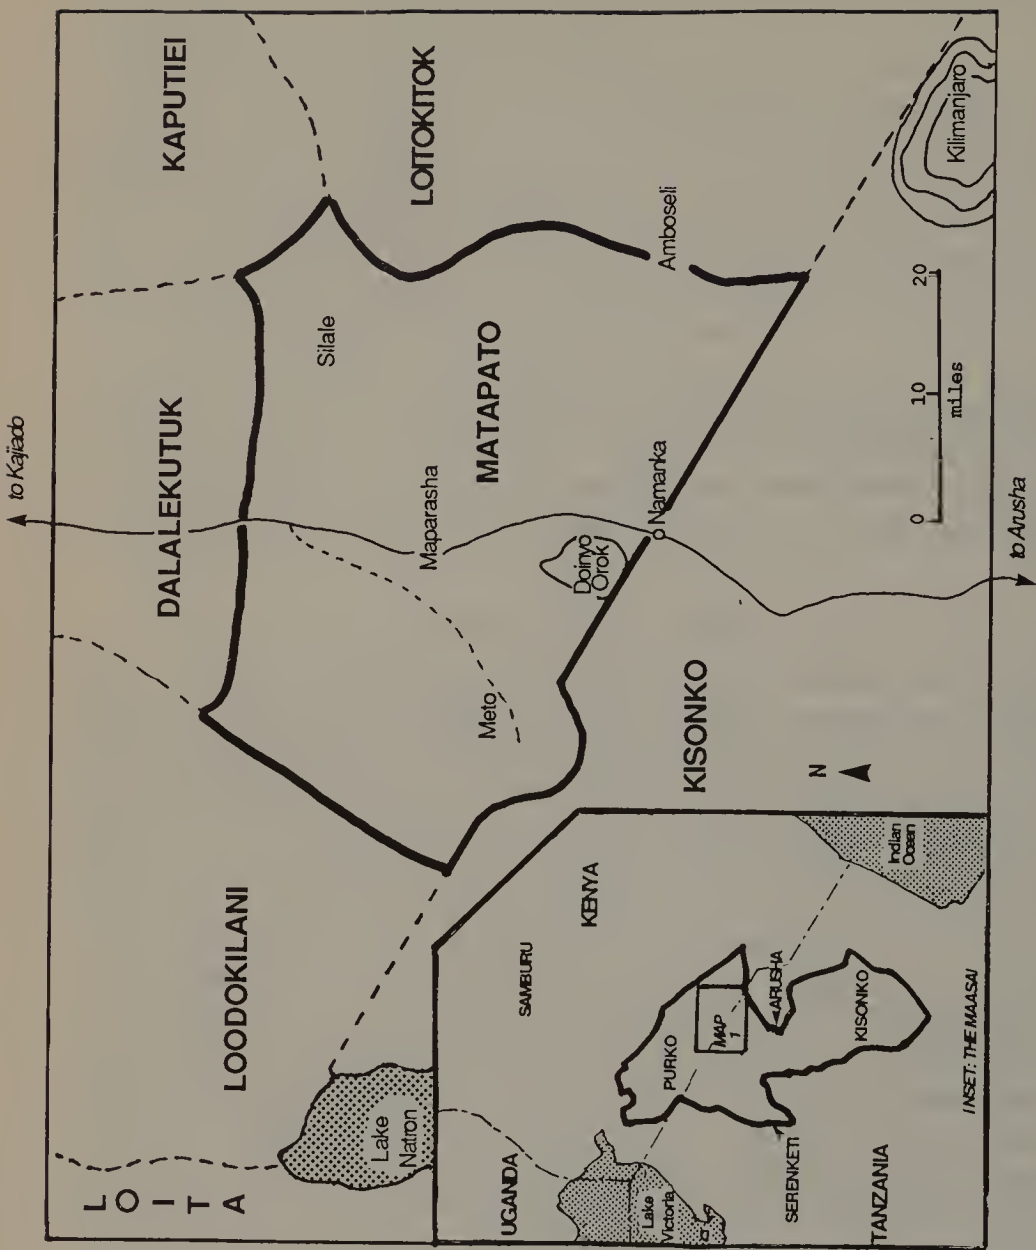 to Kajiado
KAPUTIEI
DALALEKUTUK
LOITOKITOK
L
O
I
T
A
LOODOKILANI
Silale
MATAPATO
Maparasha
Meto
Amboseli
Namanka
Doinyo
Orok
Kilimanjaro
Lake
Natron
KISONKO
N
0 10 20
miles
to Arusha
SAMBURU
KENYA
UGANDA
PURKO
MAP
1
ARUSHA
KISONKO
Indian
Ocean
Lake
Victoria
SERENKETI
TANZANIA
INSET: THE MAASAI